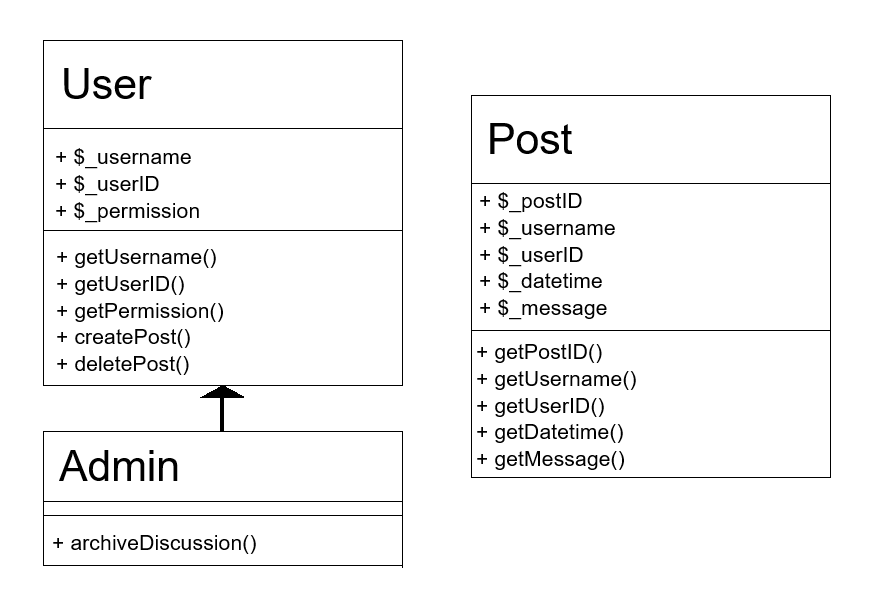 User
+ $_username
+ $_userID
+ $_permission
+ getUsername()
+ getUserID()
+ getPermission()
+ createPost()
+ deletePost()
Admin
+ archiveDiscussion()
Post
+ $_postID
+ $_username
+ $_userID
+ $_datetime
+ $_message
+ getPostID()
+ getUsername()
+ getUserID()
+ getDatetime()
+ getMessage()